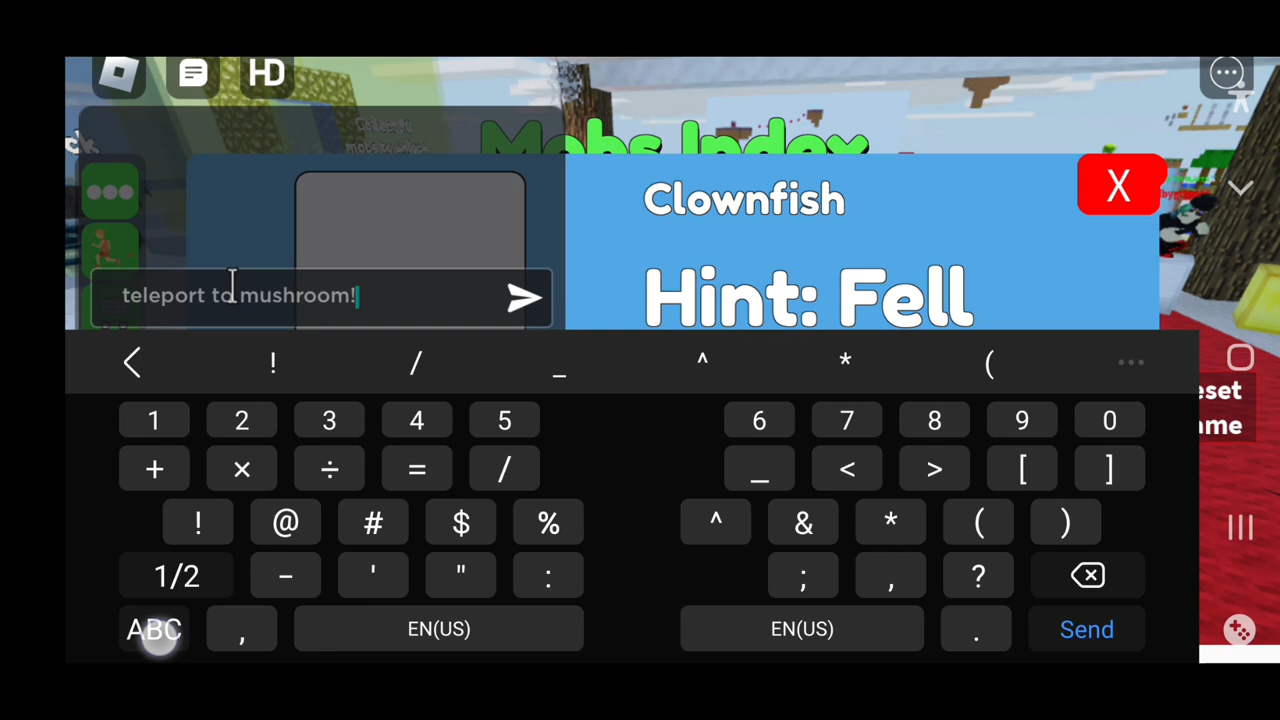 HD
Mobs Index
Clownfish
X
Hint: Fell
teleport to mushroom!
! / _ ^ * (
1 2 3 4 5 6 7 8 9 0
+ × ÷ = / _ < > [ ]
! @ # $ % ^ & * ( )
1/2 - ' " : ; , ?
ABC , EN(US) EN(US) . Send
eset
ame